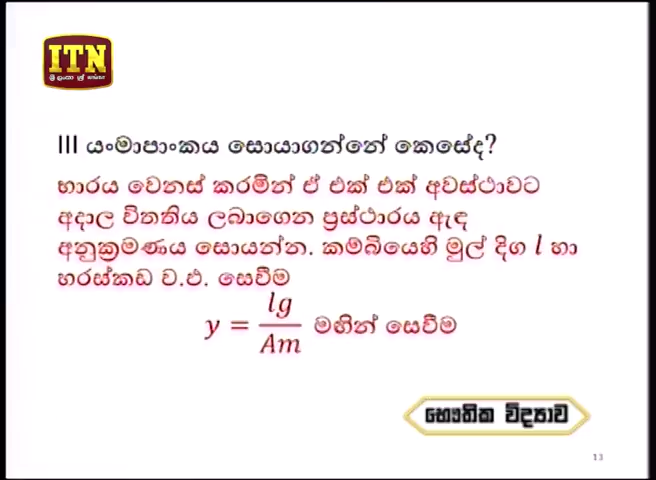 ITN
ශ්‍රී ලංකා ශ්‍රී නාභා
III යංමාපාංකය සොයාගන්නේ කෙසේද?
භාරය වෙනස් කරමින් ඒ එක් එක් අවස්ථාවට
අදාල විතතිය ලබාගෙන ප්‍රස්ථාරය ඇඳ
අනුක්‍රමණය සොයන්න. කම්බියෙහි මුල් දිග l හා
හරස්කඩ ව.ඵ. සෙවීම
y = lg/Am මඟින් සෙවීම
භෞතික විද්‍යාව
13